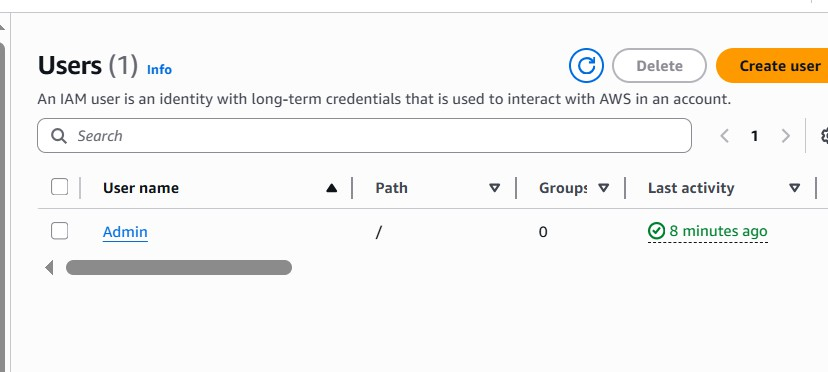 Users (1) Info
Delete
Create user
An IAM user is an identity with long-term credentials that is used to interact with AWS in an account.
Search
1
User name Path Groups Last activity
Admin / 0 8 minutes ago